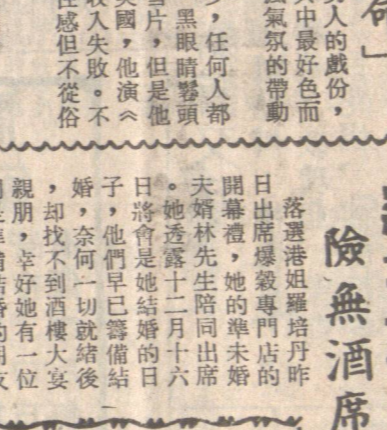 命」
人的戲份，
中最好色而
氣氛的帶動
，任何人都
黑眼睛鬈頭
片，但是他
國，他演《
收入失敗。不
性感但不從俗
險無酒席
落選港姐羅培丹昨
日出席爆穀專門店的
開幕禮，她的準未婚
夫婿林先生陪同出席
。她透露十二月十六
日將會是她結婚的日
子，他們早已籌備結
婚，奈何一切就緒後
，却找不到酒樓大宴
親朋，幸好她有一位